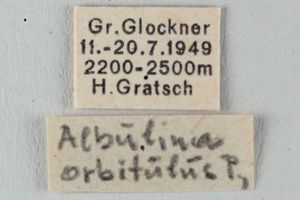 Gr.Glockner
11.-20.7.1949
2200-2500m
H.Gratsch
Albulina
orbitulus P,